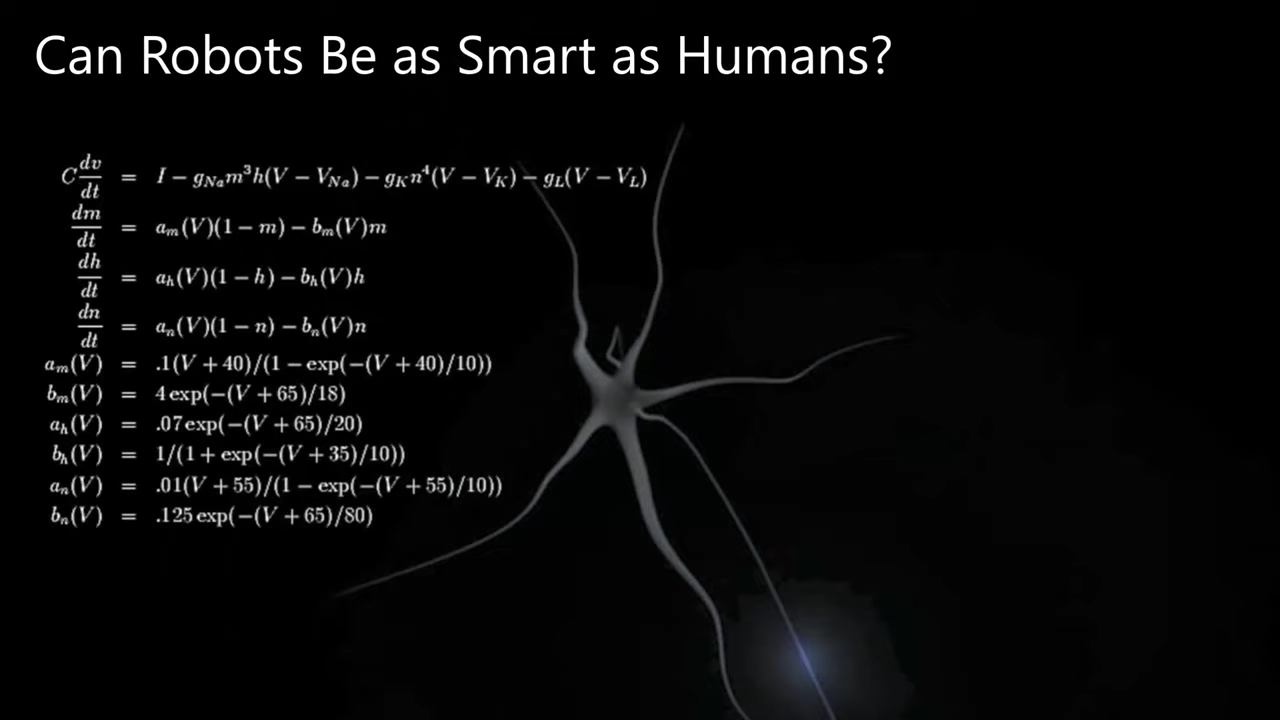 Can Robots Be as Smart as Humans?
C dv/dt = I − g_Na m³h(V − V_Na) − g_K n⁴(V − V_K) − g_L(V − V_L)
dm/dt = a_m(V)(1 − m) − b_m(V)m
dh/dt = a_h(V)(1 − h) − b_h(V)h
dn/dt = a_n(V)(1 − n) − b_n(V)n
a_m(V) = .1(V + 40)/(1 − exp(−(V + 40)/10))
b_m(V) = 4 exp(−(V + 65)/18)
a_h(V) = .07 exp(−(V + 65)/20)
b_h(V) = 1/(1 + exp(−(V + 35)/10))
a_n(V) = .01(V + 55)/(1 − exp(−(V + 55)/10))
b_n(V) = .125 exp(−(V + 65)/80)